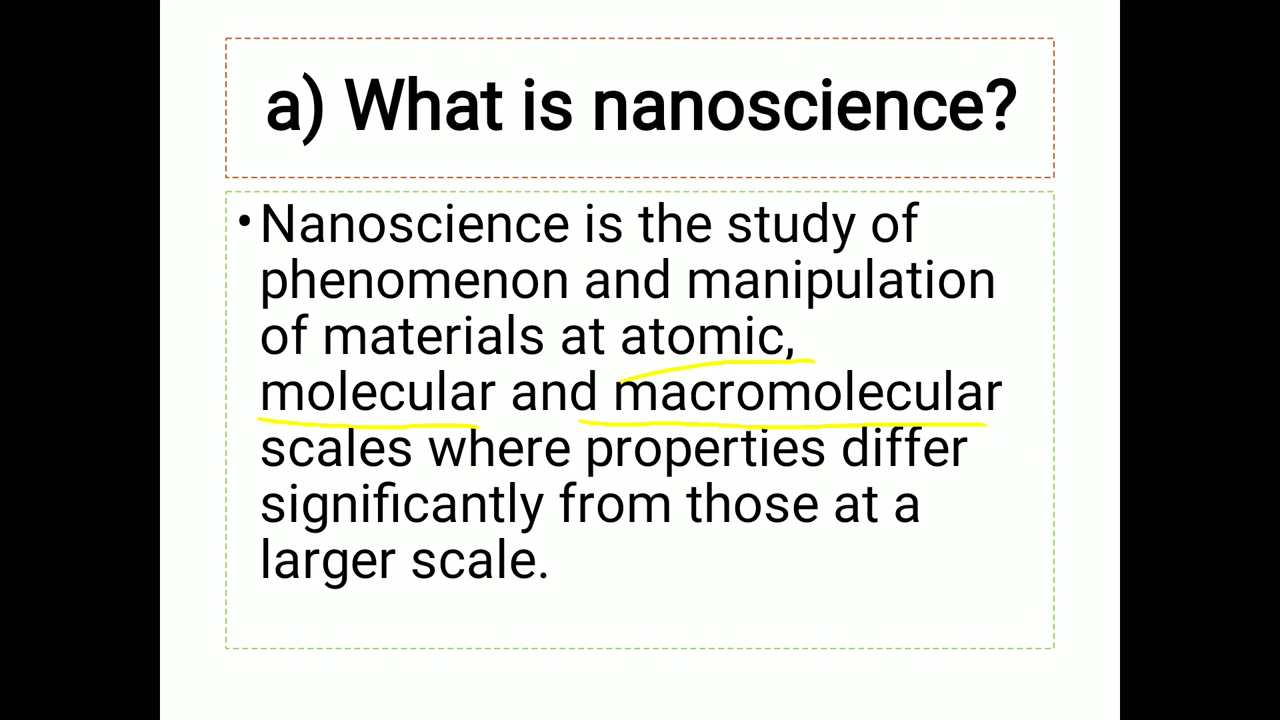 a) What is nanoscience?
•Nanoscience is the study of
phenomenon and manipulation
of materials at atomic,
molecular and macromolecular
scales where properties differ
significantly from those at a
larger scale.